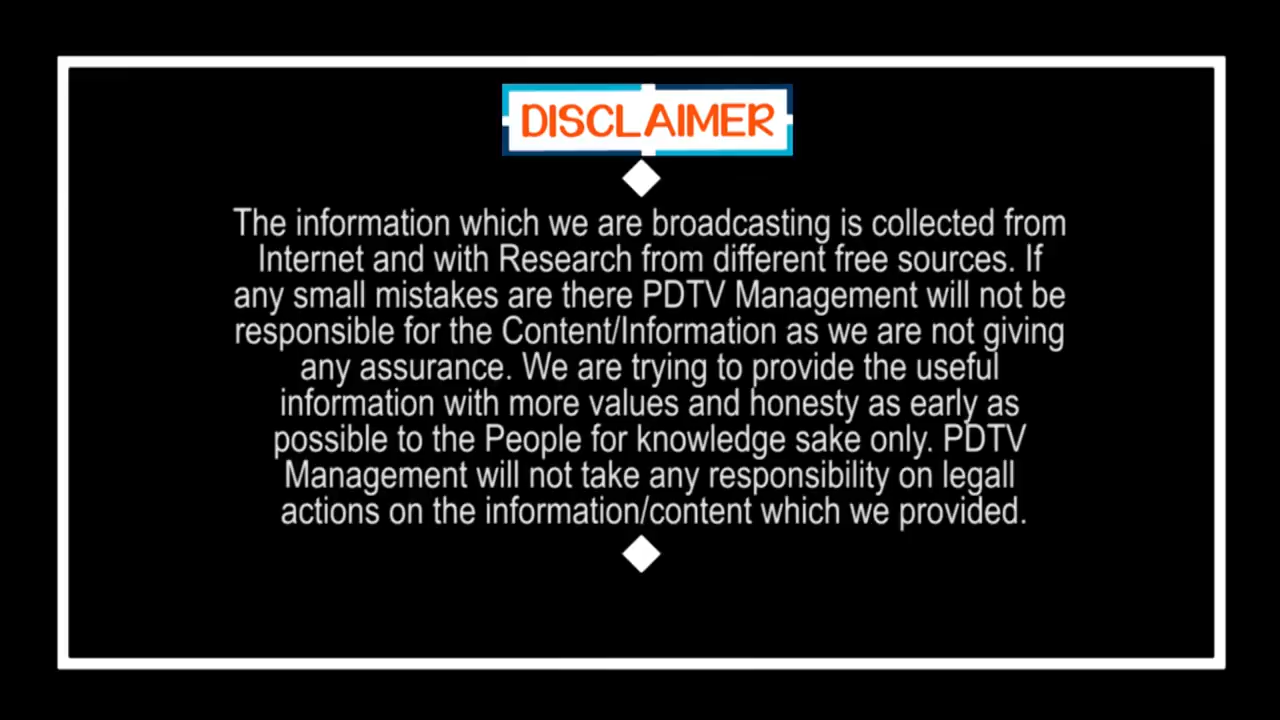 DISCLAIMER
The information which we are broadcasting is collected from
Internet and with Research from different free sources. If
any small mistakes are there PDTV Management will not be
responsible for the Content/Information as we are not giving
any assurance. We are trying to provide the useful
information with more values and honesty as early as
possible to the People for knowledge sake only. PDTV
Management will not take any responsibility on legall
actions on the information/content which we provided.